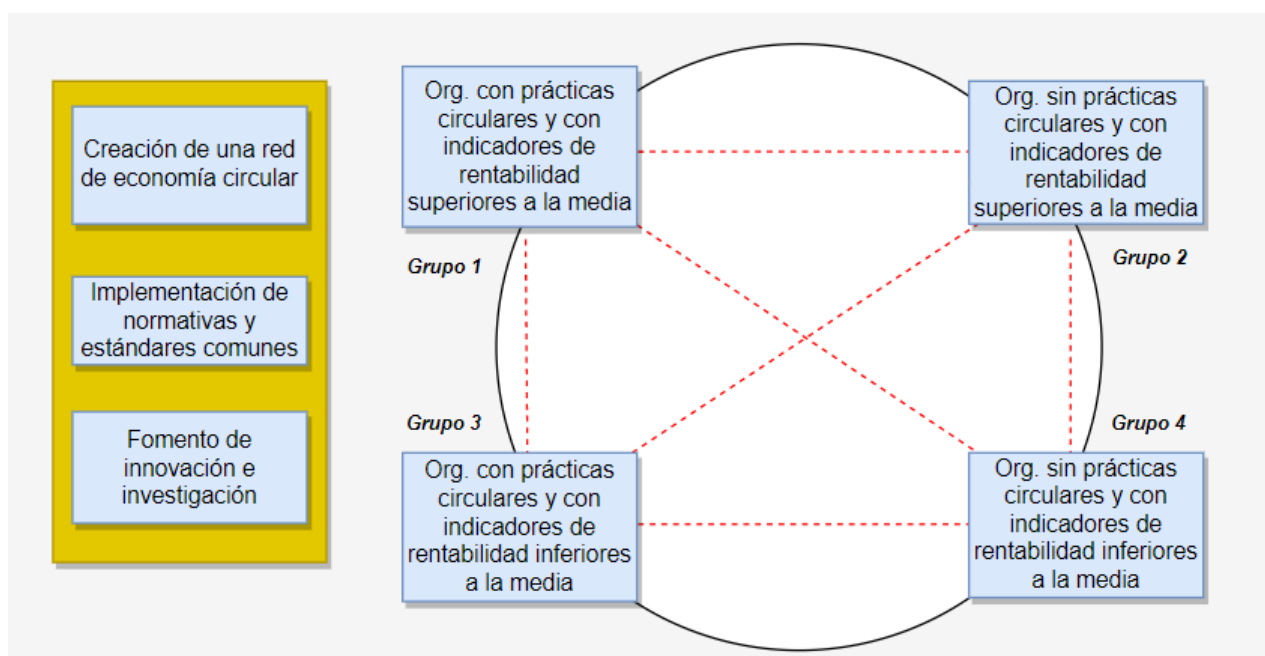 Creación de una red
de economía circular
Implementación de
normativas y
estándares comunes
Fomento de
innovación e
investigación
Org. con prácticas
circulares y con
indicadores de
rentabilidad
superiores a la media
Grupo 1
Org. sin prácticas
circulares y con
indicadores de
rentabilidad
superiores a la media
Grupo 2
Grupo 3
Org. con prácticas
circulares y con
indicadores de
rentabilidad inferiores
a la media
Grupo 4
Org. sin prácticas
circulares y con
indicadores de
rentabilidad inferiores
a la media